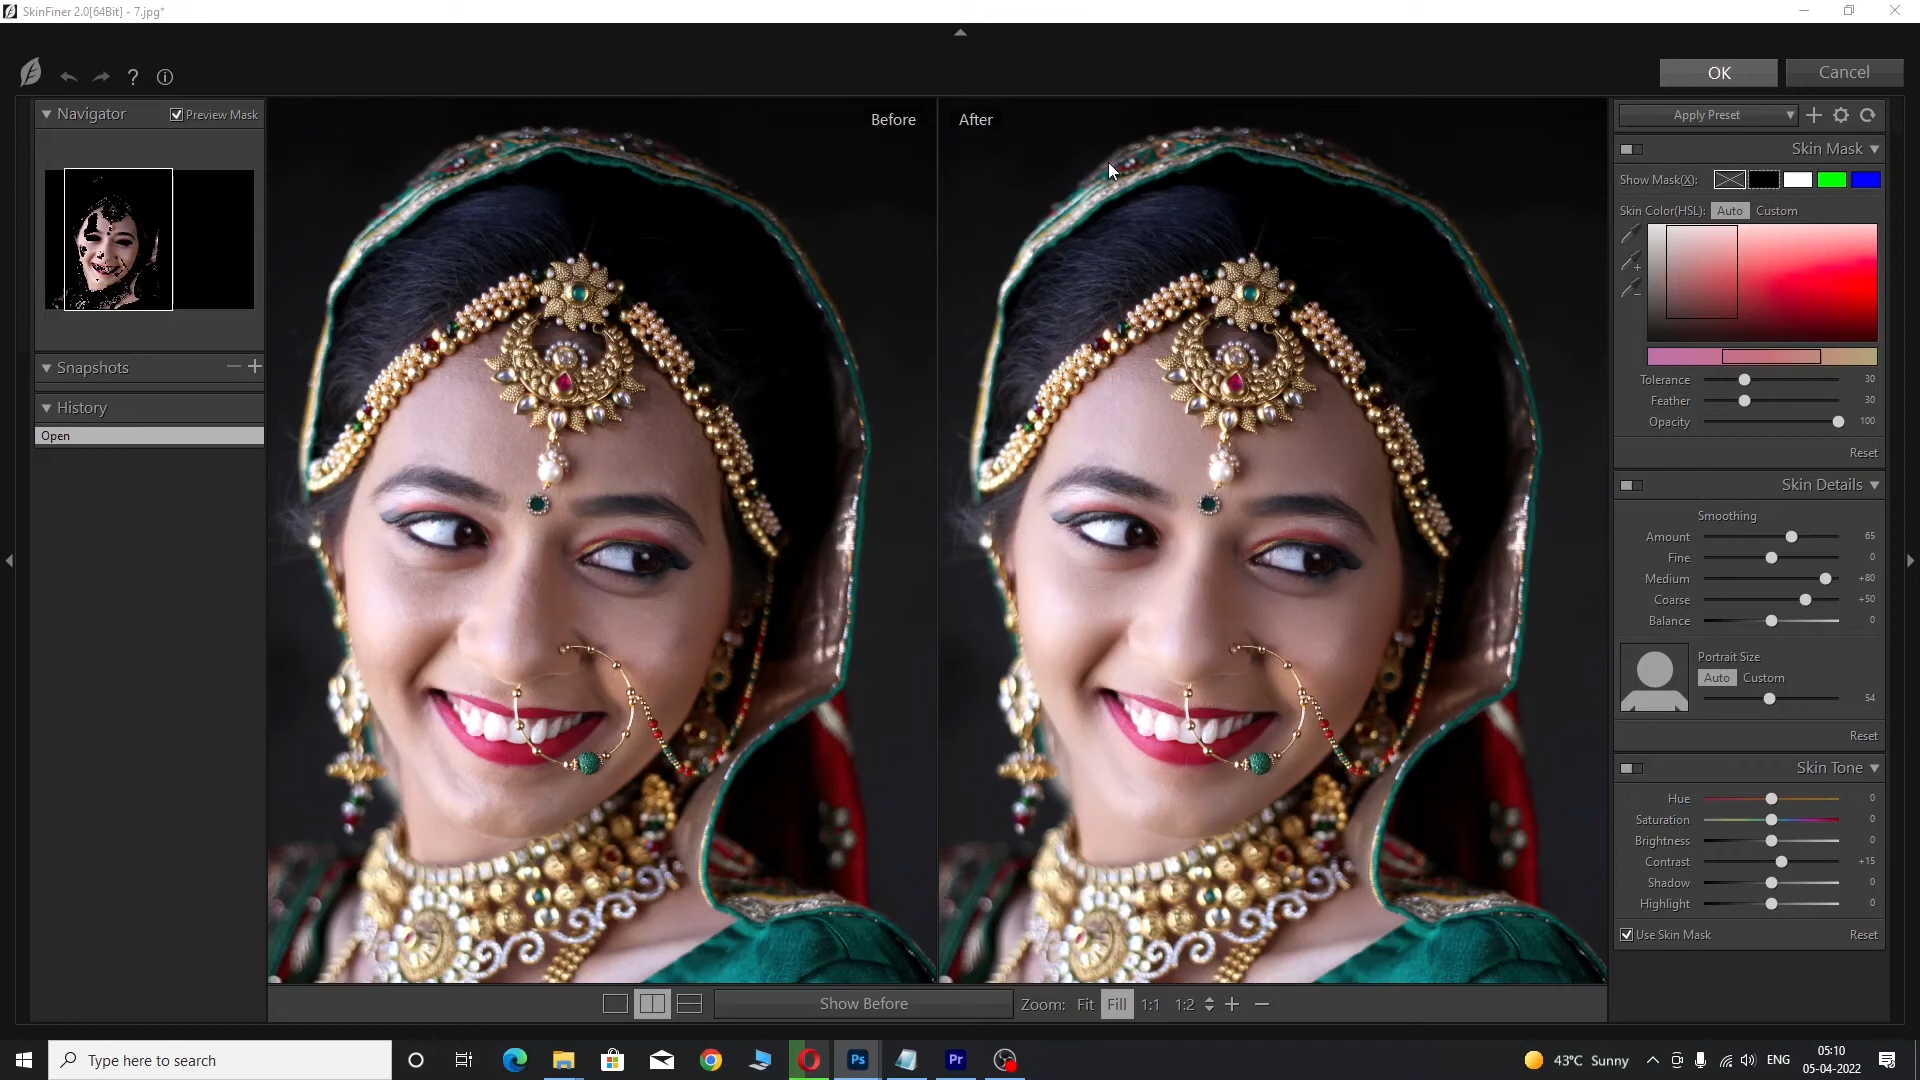 SkinFiner 2.0[64Bit] - 7.jpg*
?
OK
Cancel
Navigator
Preview Mask
Snapshots
History
Open
Before
After
Apply Preset
Skin Mask
Show Mask(X):
Skin Color(HSL): Auto Custom
Tolerance 30
Feather 30
Opacity 100
Reset
Skin Details
Smoothing
Amount 65
Fine 0
Medium +80
Coarse +50
Balance 0
Portrait Size
Auto Custom
54
Reset
Skin Tone
Hue 0
Saturation 0
Brightness 0
Contrast +15
Shadow 0
Highlight 0
Use Skin Mask Reset
Show Before
Zoom: Fit Fill 1:1 1:2
Type here to search
Ps
Pr
43°C Sunny
ENG
05:10
05-04-2022